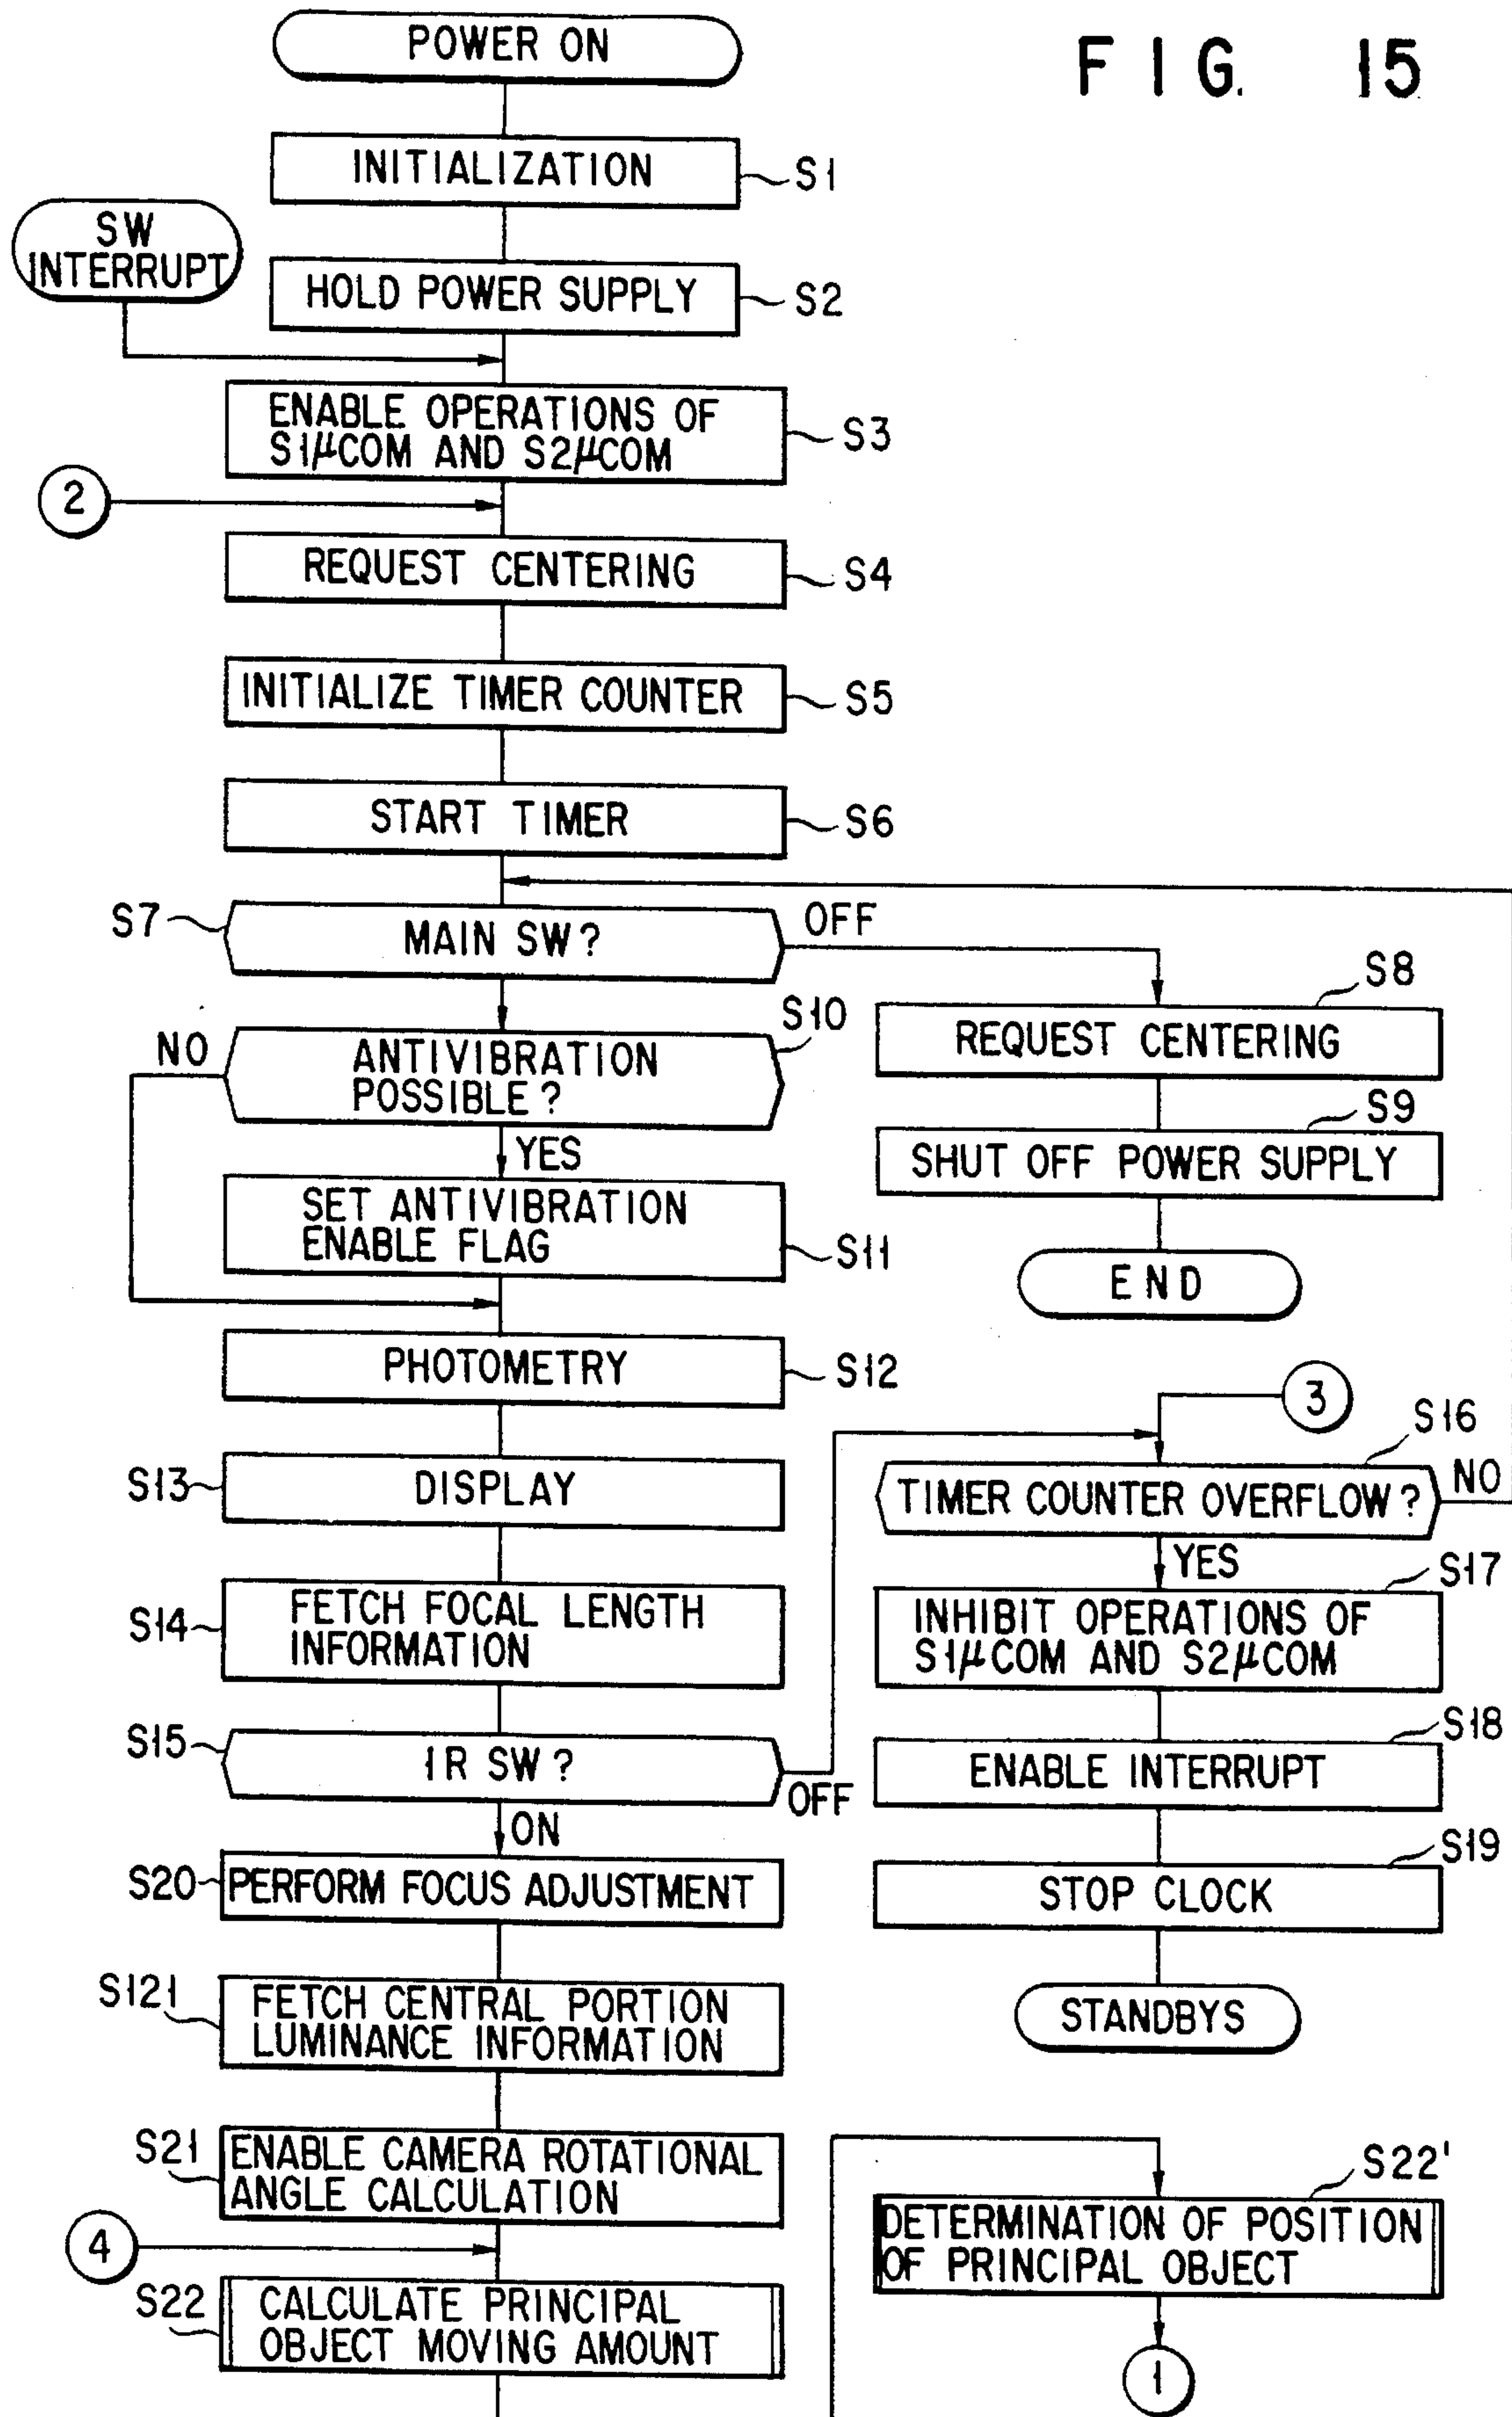 FIG. 15
POWER ON
INITIALIZATION
S1
SW
INTERRUPT
HOLD POWER SUPPLY
S2
ENABLE OPERATIONS OF
S1μCOM AND S2μCOM
S3
2
REQUEST CENTERING
S4
INITIALIZE TIMER COUNTER
S5
START TIMER
S6
S7
MAIN SW?
OFF
S8
REQUEST CENTERING
S9
SHUT OFF POWER SUPPLY
END
S10
NO
ANTIVIBRATION
POSSIBLE?
YES
SET ANTIVIBRATION
ENABLE FLAG
S11
PHOTOMETRY
S12
S13
DISPLAY
S14
FETCH FOCAL LENGTH
INFORMATION
S15
1R SW?
OFF
ON
3
S16
TIMER COUNTER OVERFLOW?
NO
YES
S17
INHIBIT OPERATIONS OF
S1μCOM AND S2μCOM
S18
ENABLE INTERRUPT
S19
STOP CLOCK
STANDBYS
S20
PERFORM FOCUS ADJUSTMENT
S121
FETCH CENTRAL PORTION
LUMINANCE INFORMATION
S21
ENABLE CAMERA ROTATIONAL
ANGLE CALCULATION
4
S22
CALCULATE PRINCIPAL
OBJECT MOVING AMOUNT
S22'
DETERMINATION OF POSITION
OF PRINCIPAL OBJECT
1